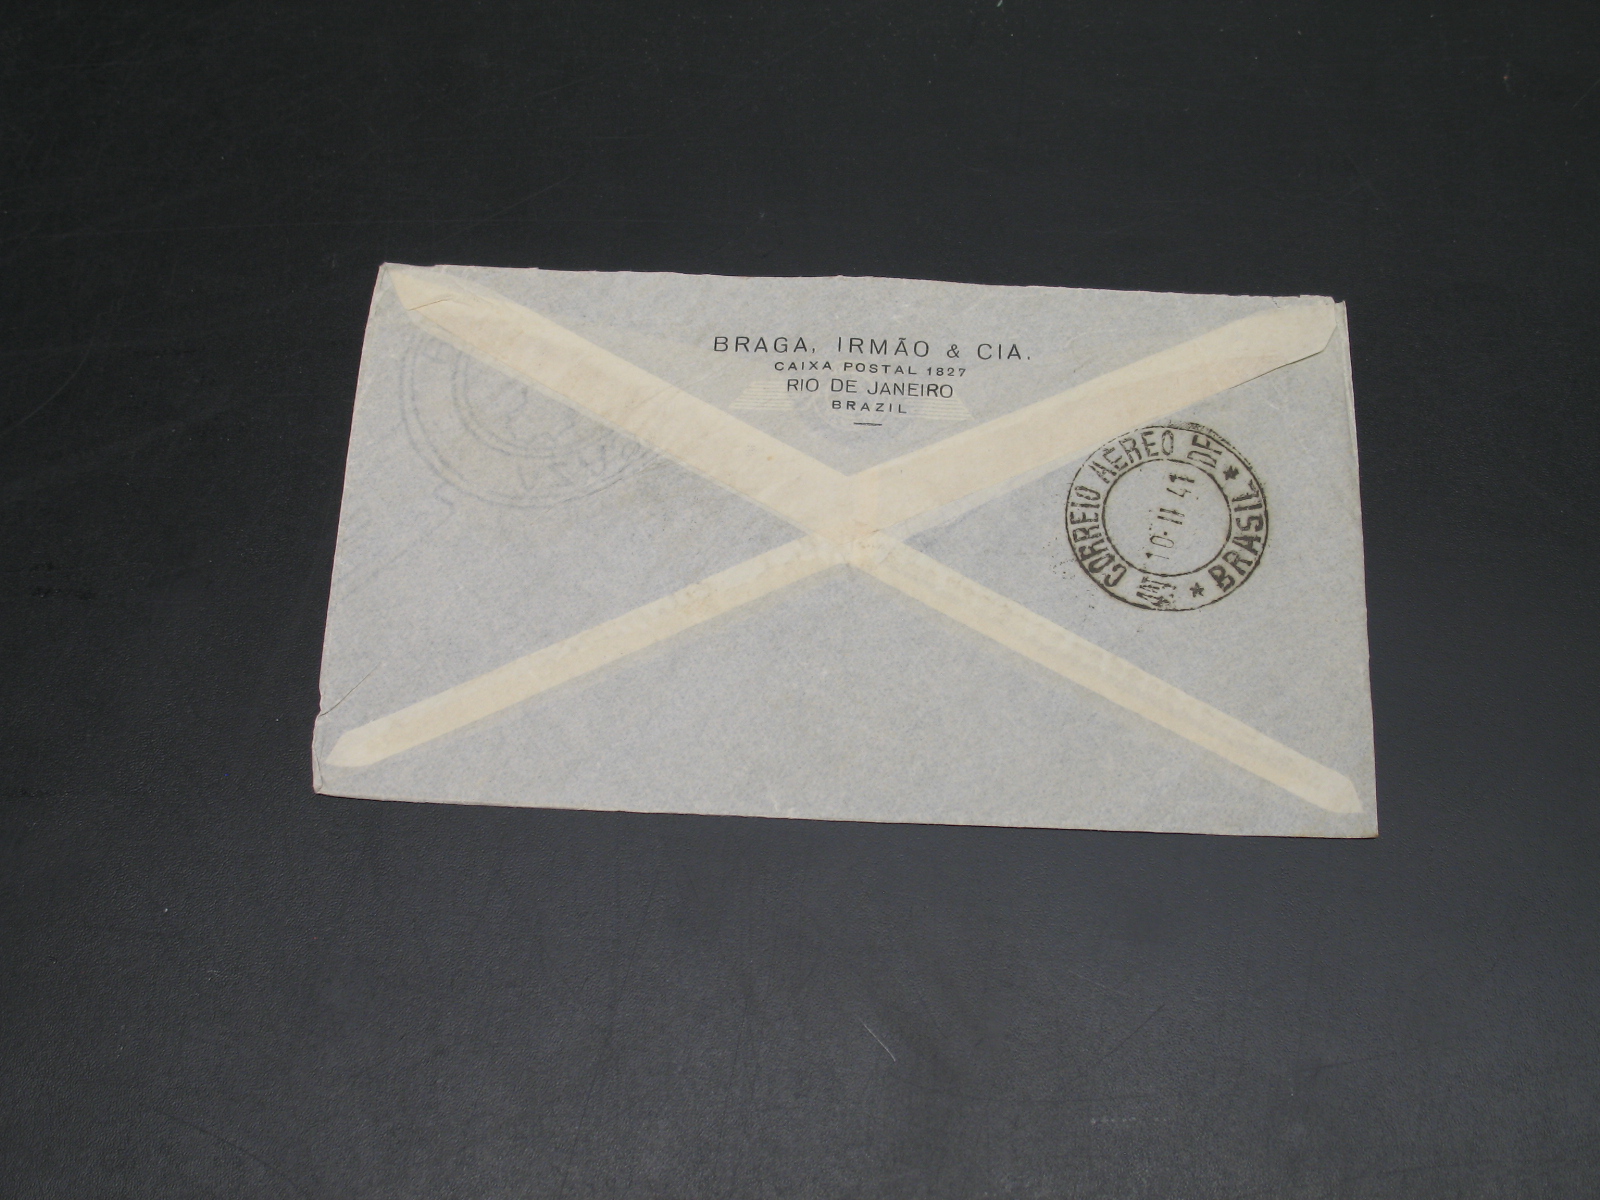 BRAGA, IRMÃO & CIA.
CAIXA POSTAL 1827
RIO DE JANEIRO
BRAZIL
CORREIO AEREO DF
10 II 41
* BRASIL *